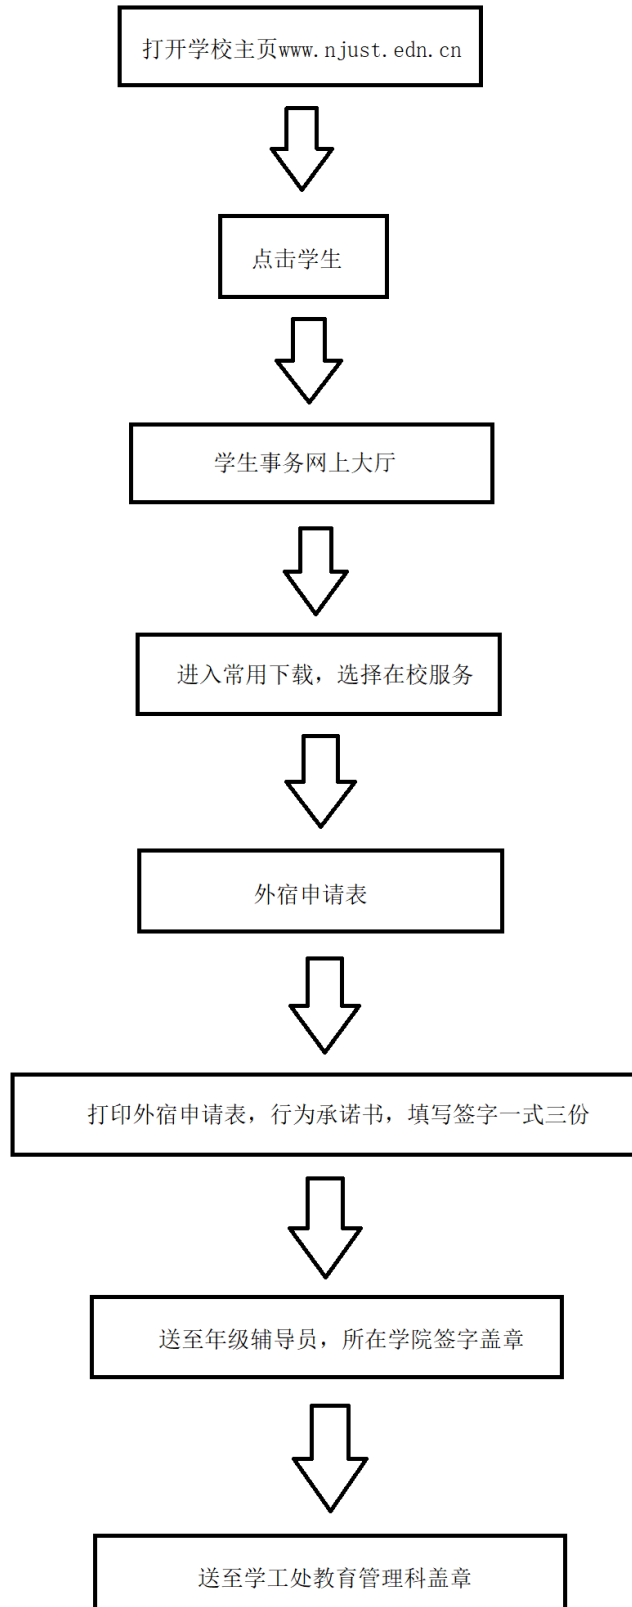 打开学校主页www.njust.edn.cn
点击学生
学生事务网上大厅
进入常用下载，选择在校服务
外宿申请表
打印外宿申请表，行为承诺书，填写签字一式三份
送至年级辅导员，所在学院签字盖章
送至学工处教育管理科盖章